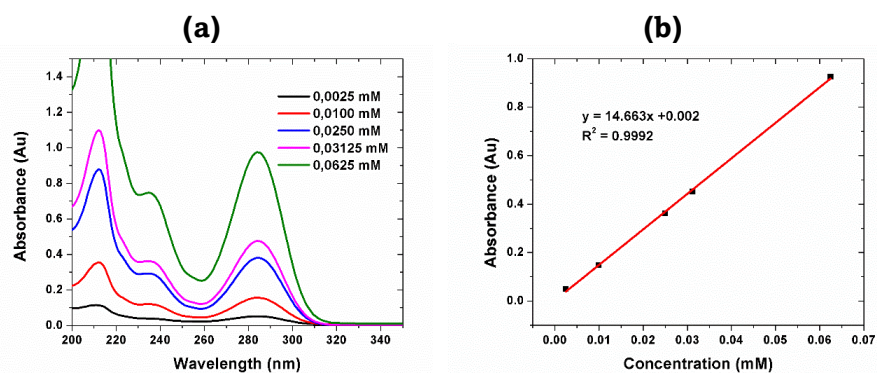 (a)
Absorbance (Au)
1.4
1.2
1.0
0.8
0.6
0.4
0.2
0.0
0,0025 mM
0,0100 mM
0,0250 mM
0,03125 mM
0,0625 mM
200 220 240 260 280 300 320 340
Wavelength (nm)
(b)
Absorbance (Au)
1.0
0.8
0.6
0.4
0.2
0.0
y = 14.663x +0.002
R² = 0.9992
0.00 0.01 0.02 0.03 0.04 0.05 0.06 0.07
Concentration (mM)